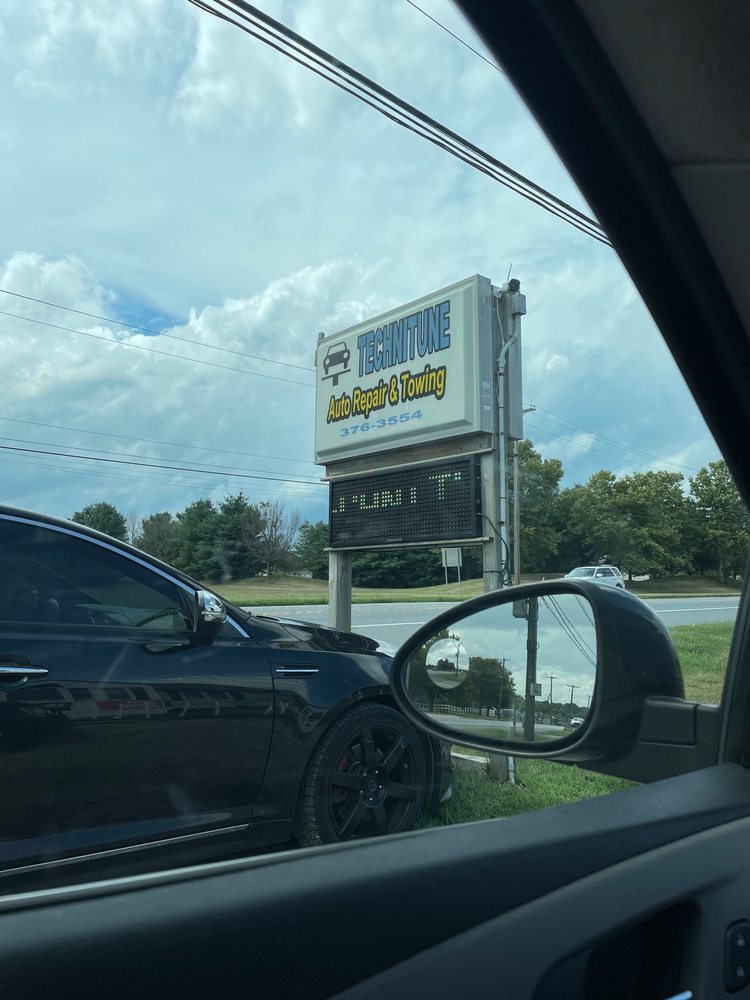 TECHNITUNE
Auto Repair & Towing
376-3554